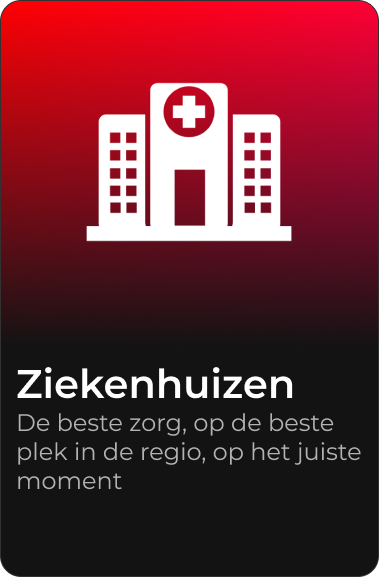 Ziekenhuizen
De beste zorg, op de beste
plek in de regio, op het juiste
moment